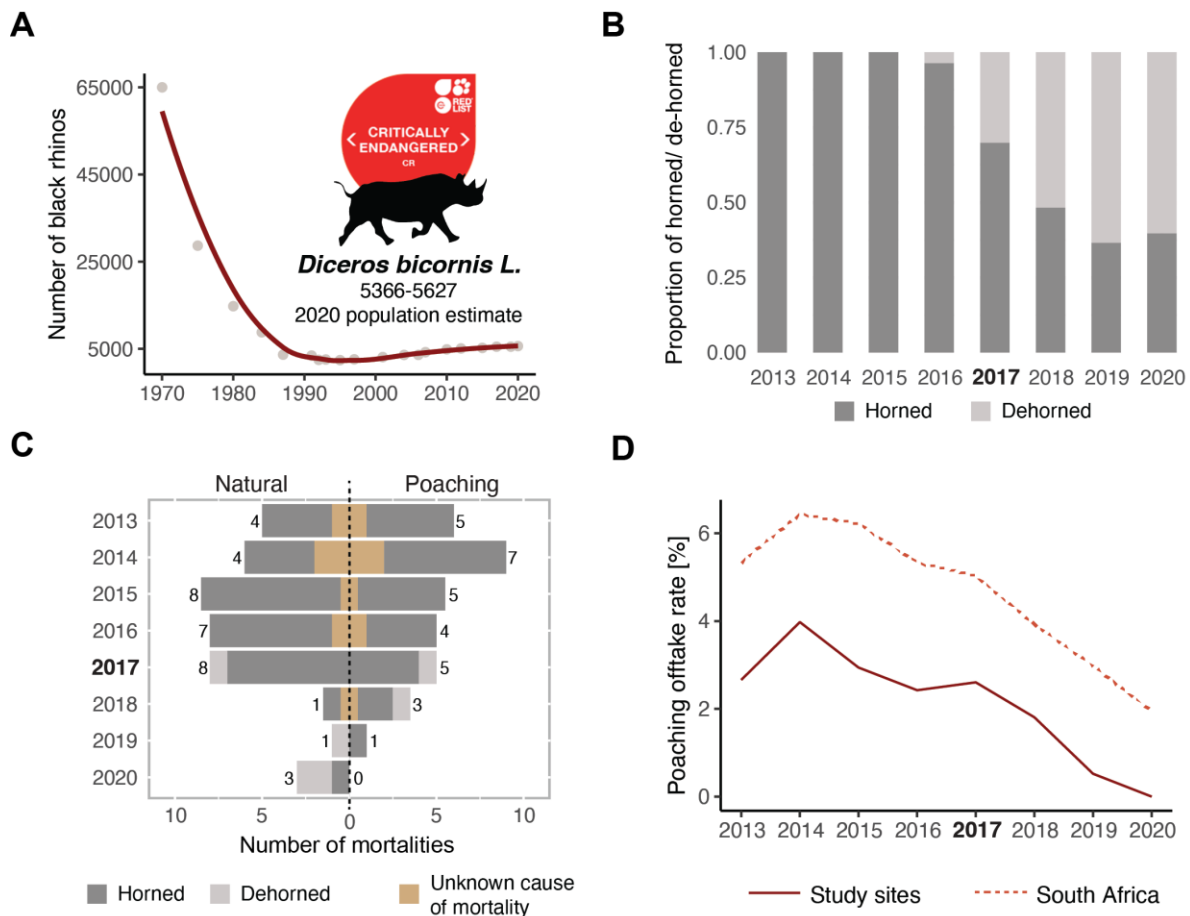 A
Number of black rhinos
65000
45000
25000
5000
1970 1980 1990 2000 2010 2020
RED LIST
< CRITICALLY >
ENDANGERED
CR
Diceros bicornis L.
5366-5627
2020 population estimate
B
Proportion of horned/ de-horned
1.00
0.75
0.50
0.25
0.00
2013 2014 2015 2016 2017 2018 2019 2020
Horned Dehorned
C
Natural Poaching
2013 4 5
2014 4 7
2015 8 5
2016 7 4
2017 8 5
2018 1 3
2019 1 1
2020 3 0
10 5 0 5 10
Number of mortalities
Horned Dehorned Unknown cause
of mortality
D
Poaching offtake rate [%]
6
4
2
0
2013 2014 2015 2016 2017 2018 2019 2020
Study sites South Africa